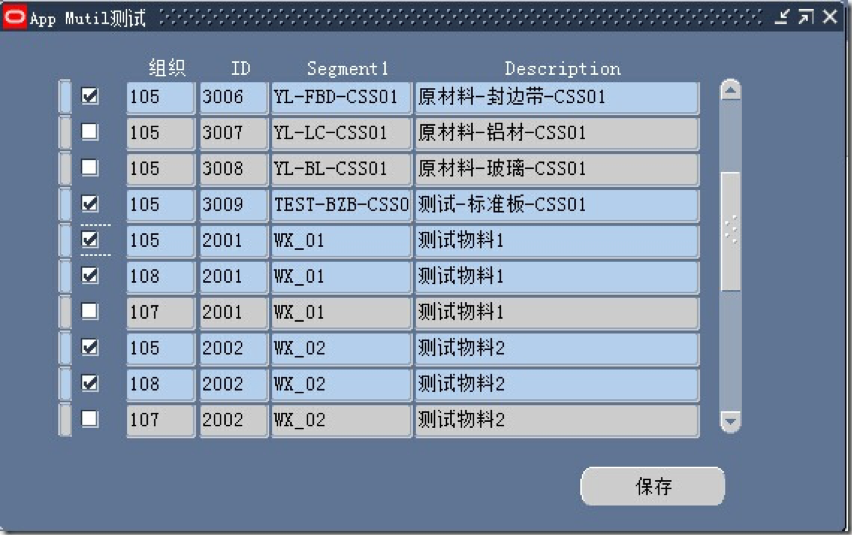 App Mutil测试
组织 ID Segment1 Description
105 3006 YL-FBD-CSS01 原材料-封边带-CSS01
105 3007 YL-LC-CSS01 原材料-铝材-CSS01
105 3008 YL-BL-CSS01 原材料-玻璃-CSS01
105 3009 TEST-BZB-CSS0 测试-标准板-CSS01
105 2001 WX_01 测试物料1
108 2001 WX_01 测试物料1
107 2001 WX_01 测试物料1
105 2002 WX_02 测试物料2
108 2002 WX_02 测试物料2
107 2002 WX_02 测试物料2
保存